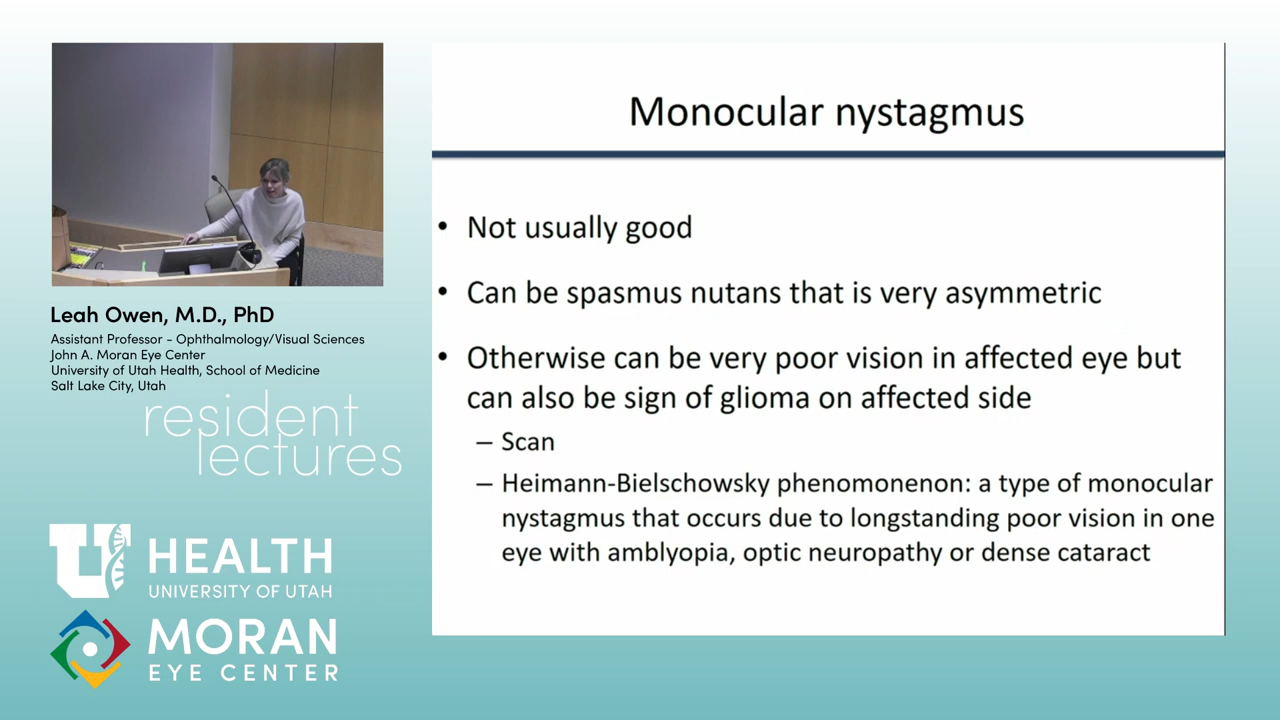 Leah Owen, M.D., PhD
Assistant Professor - Ophthalmology/Visual Sciences
John A. Moran Eye Center
University of Utah Health, School of Medicine
Salt Lake City, Utah
resident
lectures
U HEALTH
UNIVERSITY OF UTAH
MORAN
EYE CENTER
Monocular nystagmus
• Not usually good
• Can be spasmus nutans that is very asymmetric
• Otherwise can be very poor vision in affected eye but
can also be sign of glioma on affected side
– Scan
– Heimann-Bielschowsky phenomonenon: a type of monocular
nystagmus that occurs due to longstanding poor vision in one
eye with amblyopia, optic neuropathy or dense cataract